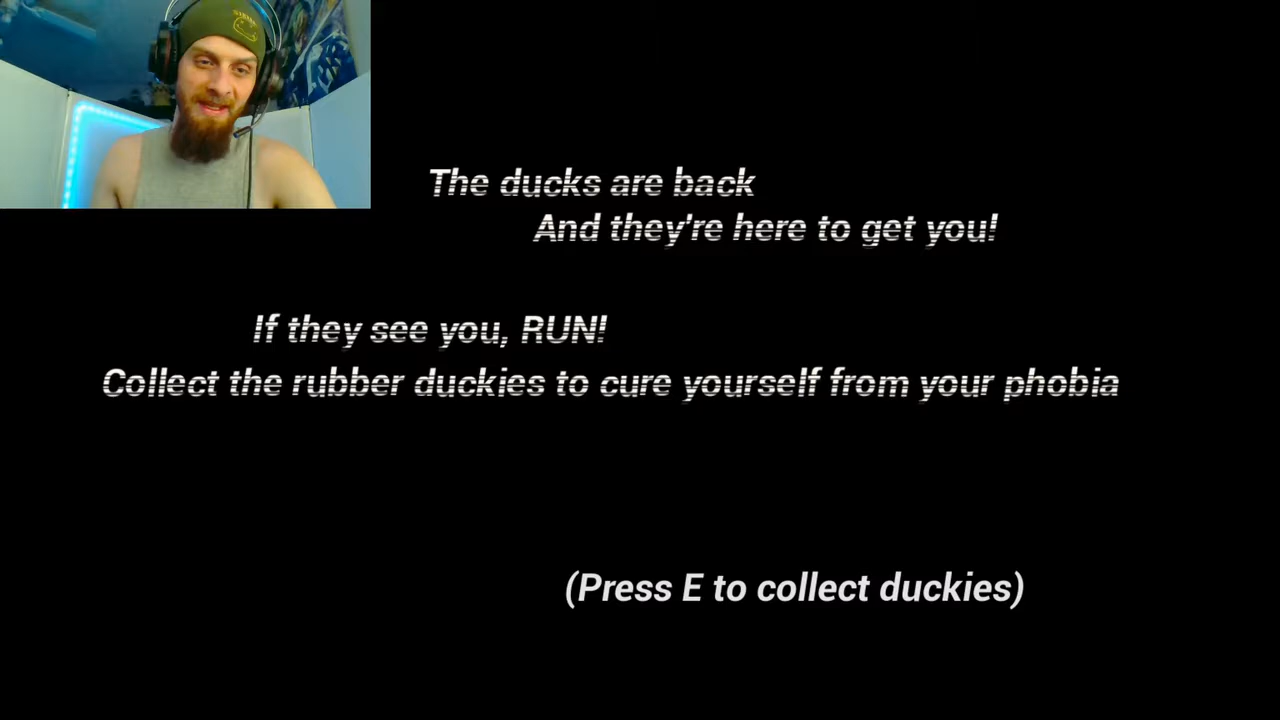 The ducks are back
And they're here to get you!
If they see you, RUN!
Collect the rubber duckies to cure yourself from your phobia
(Press E to collect duckies)